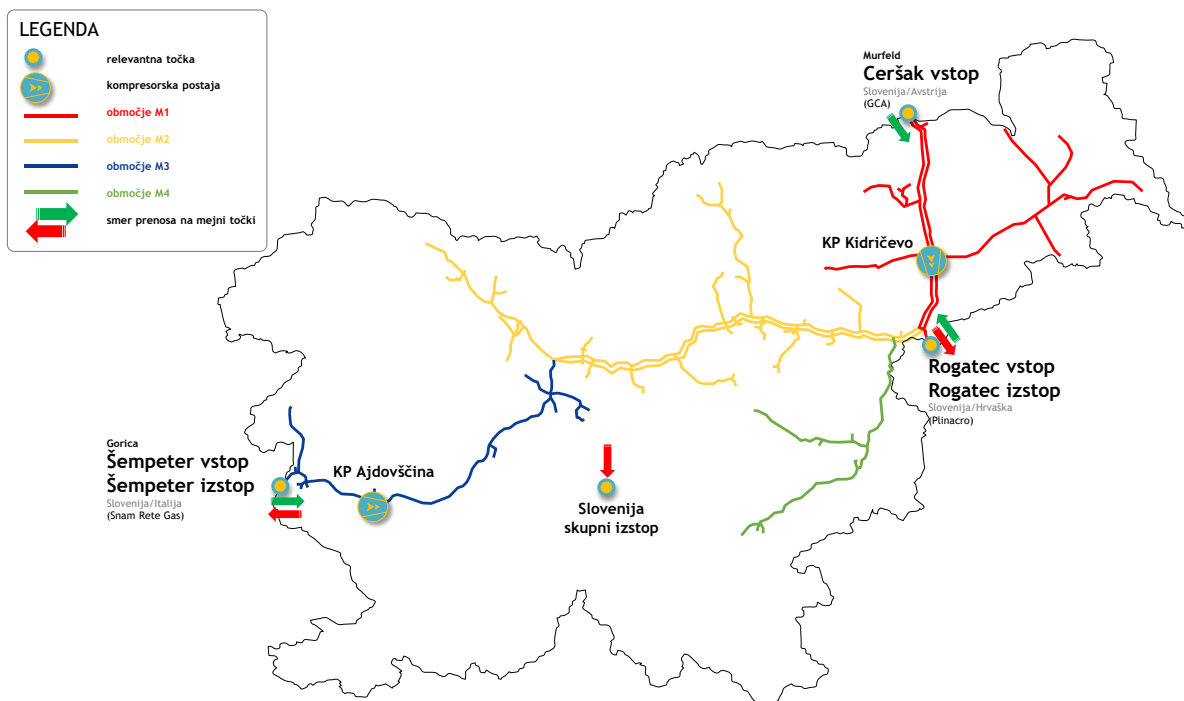 LEGENDA
relevantna točka
kompresorska postaja
območje M1
območje M2
območje M3
območje M4
smer prenosa na mejni točki
Murfeld
Ceršak vstop
Slovenija/Avstrija
(GCA)
KP Kidričevo
Rogatec vstop
Rogatec izstop
Slovenija/Hrvaška
(Plinacro)
Gorica
Šempeter vstop
Šempeter izstop
Slovenija/Italija
(Snam Rete Gas)
KP Ajdovščina
Slovenija
skupni izstop